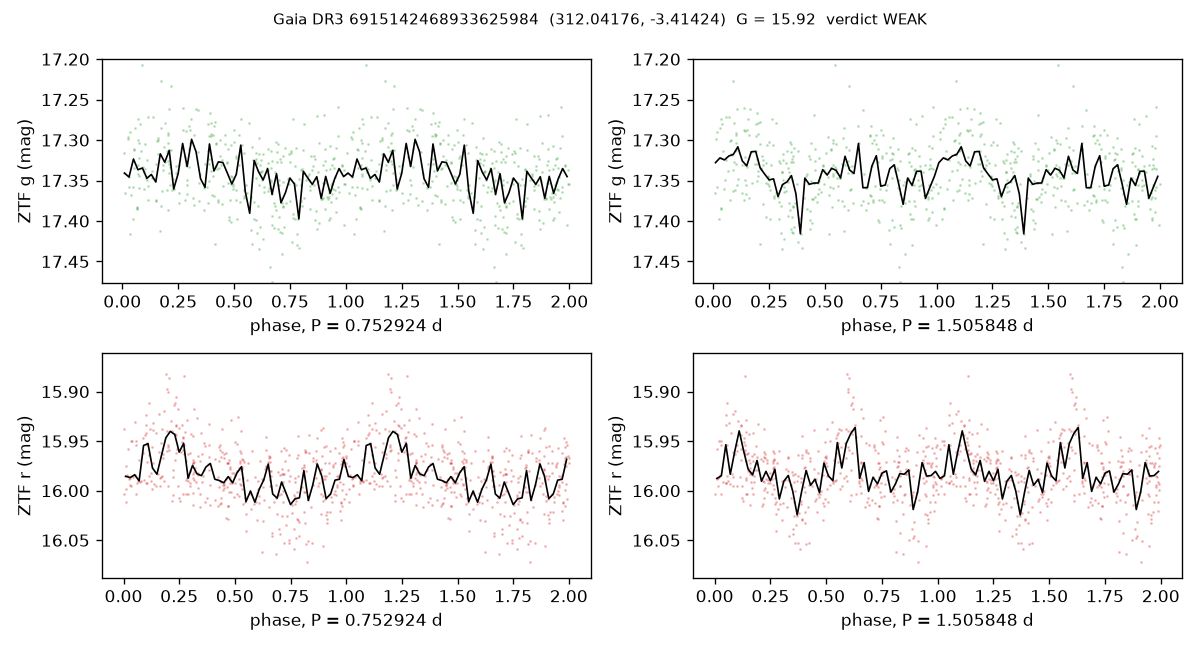 Gaia DR3 6915142468933625984  (312.04176, -3.41424)  G = 15.92  verdict WEAK
17.20
17.25
17.30
17.35
17.40
17.45
ZTF g (mag)
0.00 0.25 0.50 0.75 1.00 1.25 1.50 1.75 2.00
phase, P = 0.752924 d
17.20
17.25
17.30
17.35
17.40
17.45
ZTF g (mag)
0.00 0.25 0.50 0.75 1.00 1.25 1.50 1.75 2.00
phase, P = 1.505848 d
15.90
15.95
16.00
16.05
ZTF r (mag)
0.00 0.25 0.50 0.75 1.00 1.25 1.50 1.75 2.00
phase, P = 0.752924 d
15.90
15.95
16.00
16.05
ZTF r (mag)
0.00 0.25 0.50 0.75 1.00 1.25 1.50 1.75 2.00
phase, P = 1.505848 d